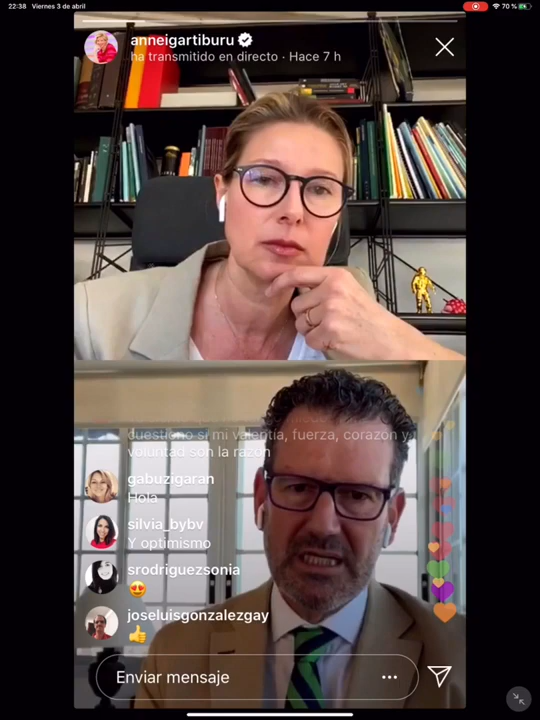 22:38 Viernes 3 de abril
70 %
anneigartiburu
ha transmitido en directo · Hace 7 h
cuestiono si mi valentía, fuerza, corazón y
voluntad son la razón
gabuzigaran
Hola
silvia_bybv
Y optimismo
srodriguezsonia
joseluisgonzalezgay
Enviar mensaje